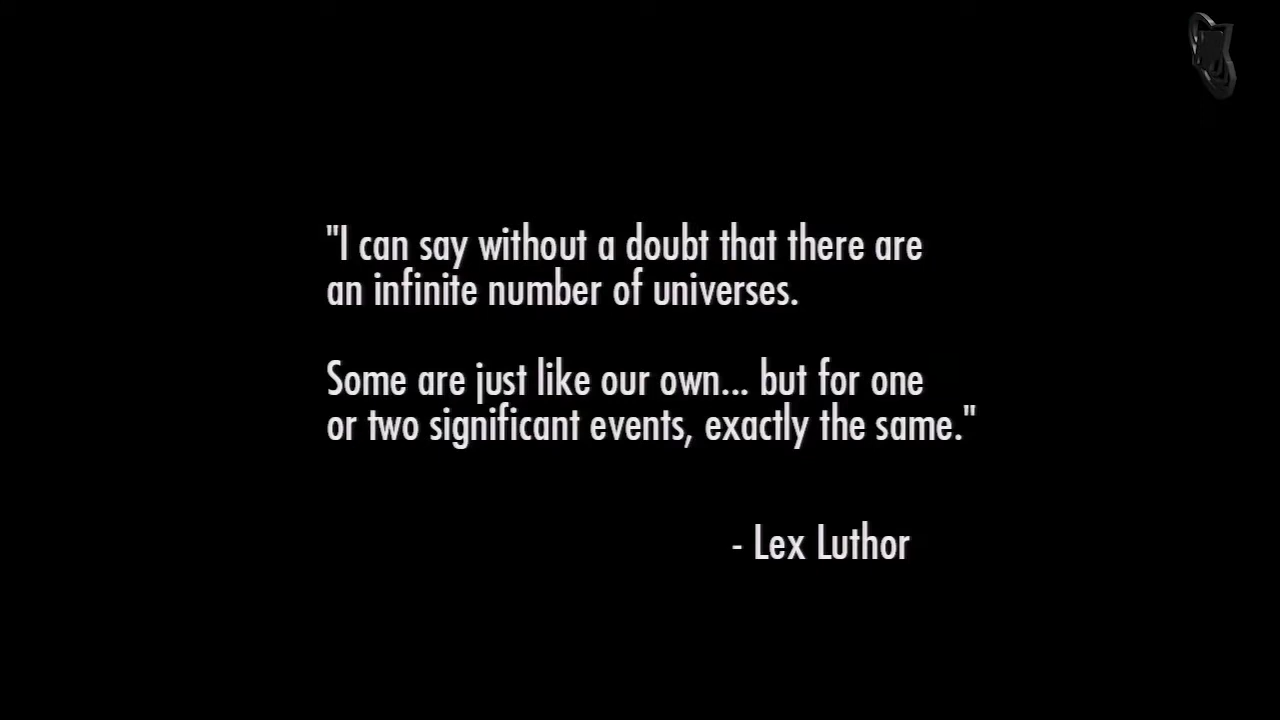 "I can say without a doubt that there are
an infinite number of universes.
Some are just like our own... but for one
or two significant events, exactly the same."
- Lex Luthor